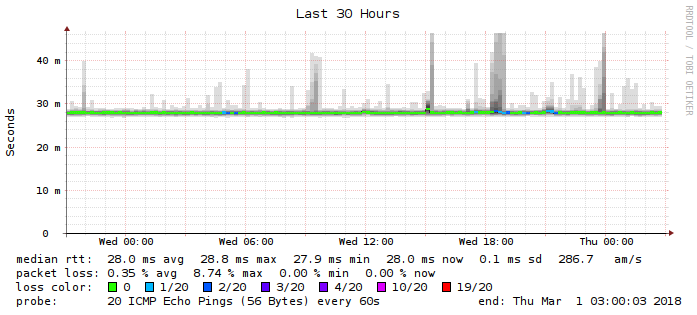 Last 30 Hours
RRDTOOL / TOBI OETIKER
Seconds
40 m
30 m
20 m
10 m
0
Wed 00:00 Wed 06:00 Wed 12:00 Wed 18:00 Thu 00:00
median rtt: 28.0 ms avg 28.8 ms max 27.9 ms min 28.0 ms now 0.1 ms sd 286.7 am/s
packet loss: 0.35 % avg 8.74 % max 0.00 % min 0.00 % now
loss color: 0 1/20 2/20 3/20 4/20 10/20 19/20
probe: 20 ICMP Echo Pings (56 Bytes) every 60s end: Thu Mar 1 03:00:03 2018